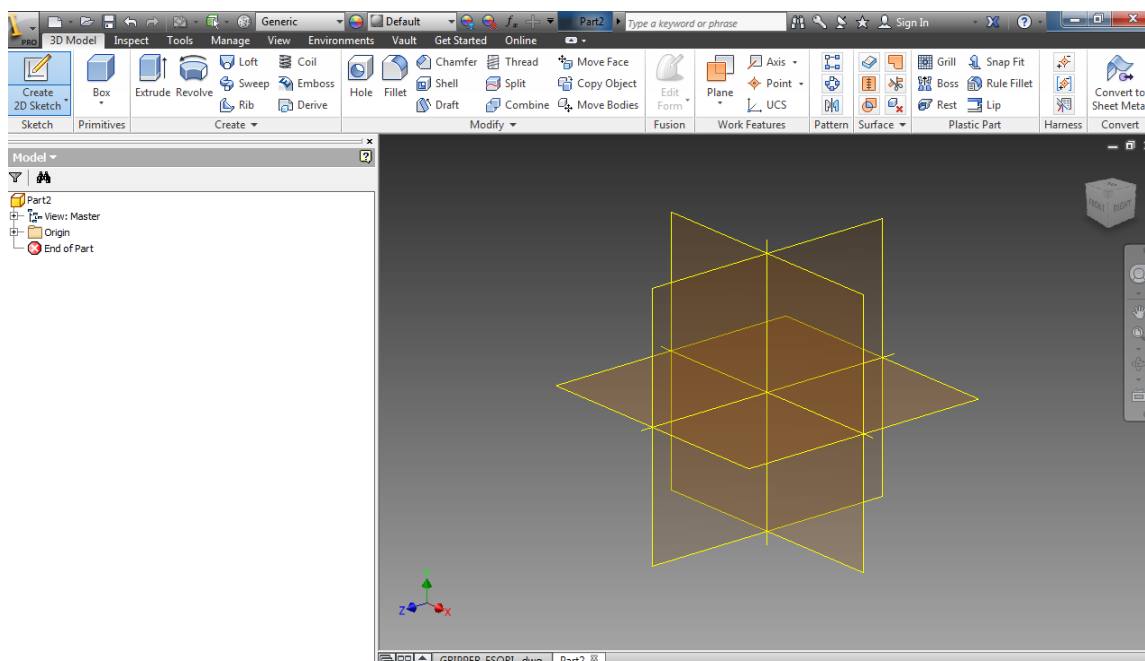 Generic Default Part2 Type a keyword or phrase Sign In
PRO 3D Model Inspect Tools Manage View Environments Vault Get Started Online
Create 2D Sketch
Box
Extrude Revolve
Loft Coil
Sweep Emboss
Rib Derive
Hole Fillet
Chamfer Thread Move Face
Shell Split Copy Object
Draft Combine Move Bodies
Edit Form
Plane
Axis
Point
UCS
Grill Snap Fit
Boss Rule Fillet
Rest Lip
Convert to
Sheet Meta
Sketch Primitives Create Modify Fusion Work Features Pattern Surface Plastic Part Harness Convert
Model
Part2
View: Master
Origin
End of Part
FRONT RIGHT
Y
Z X
Part2